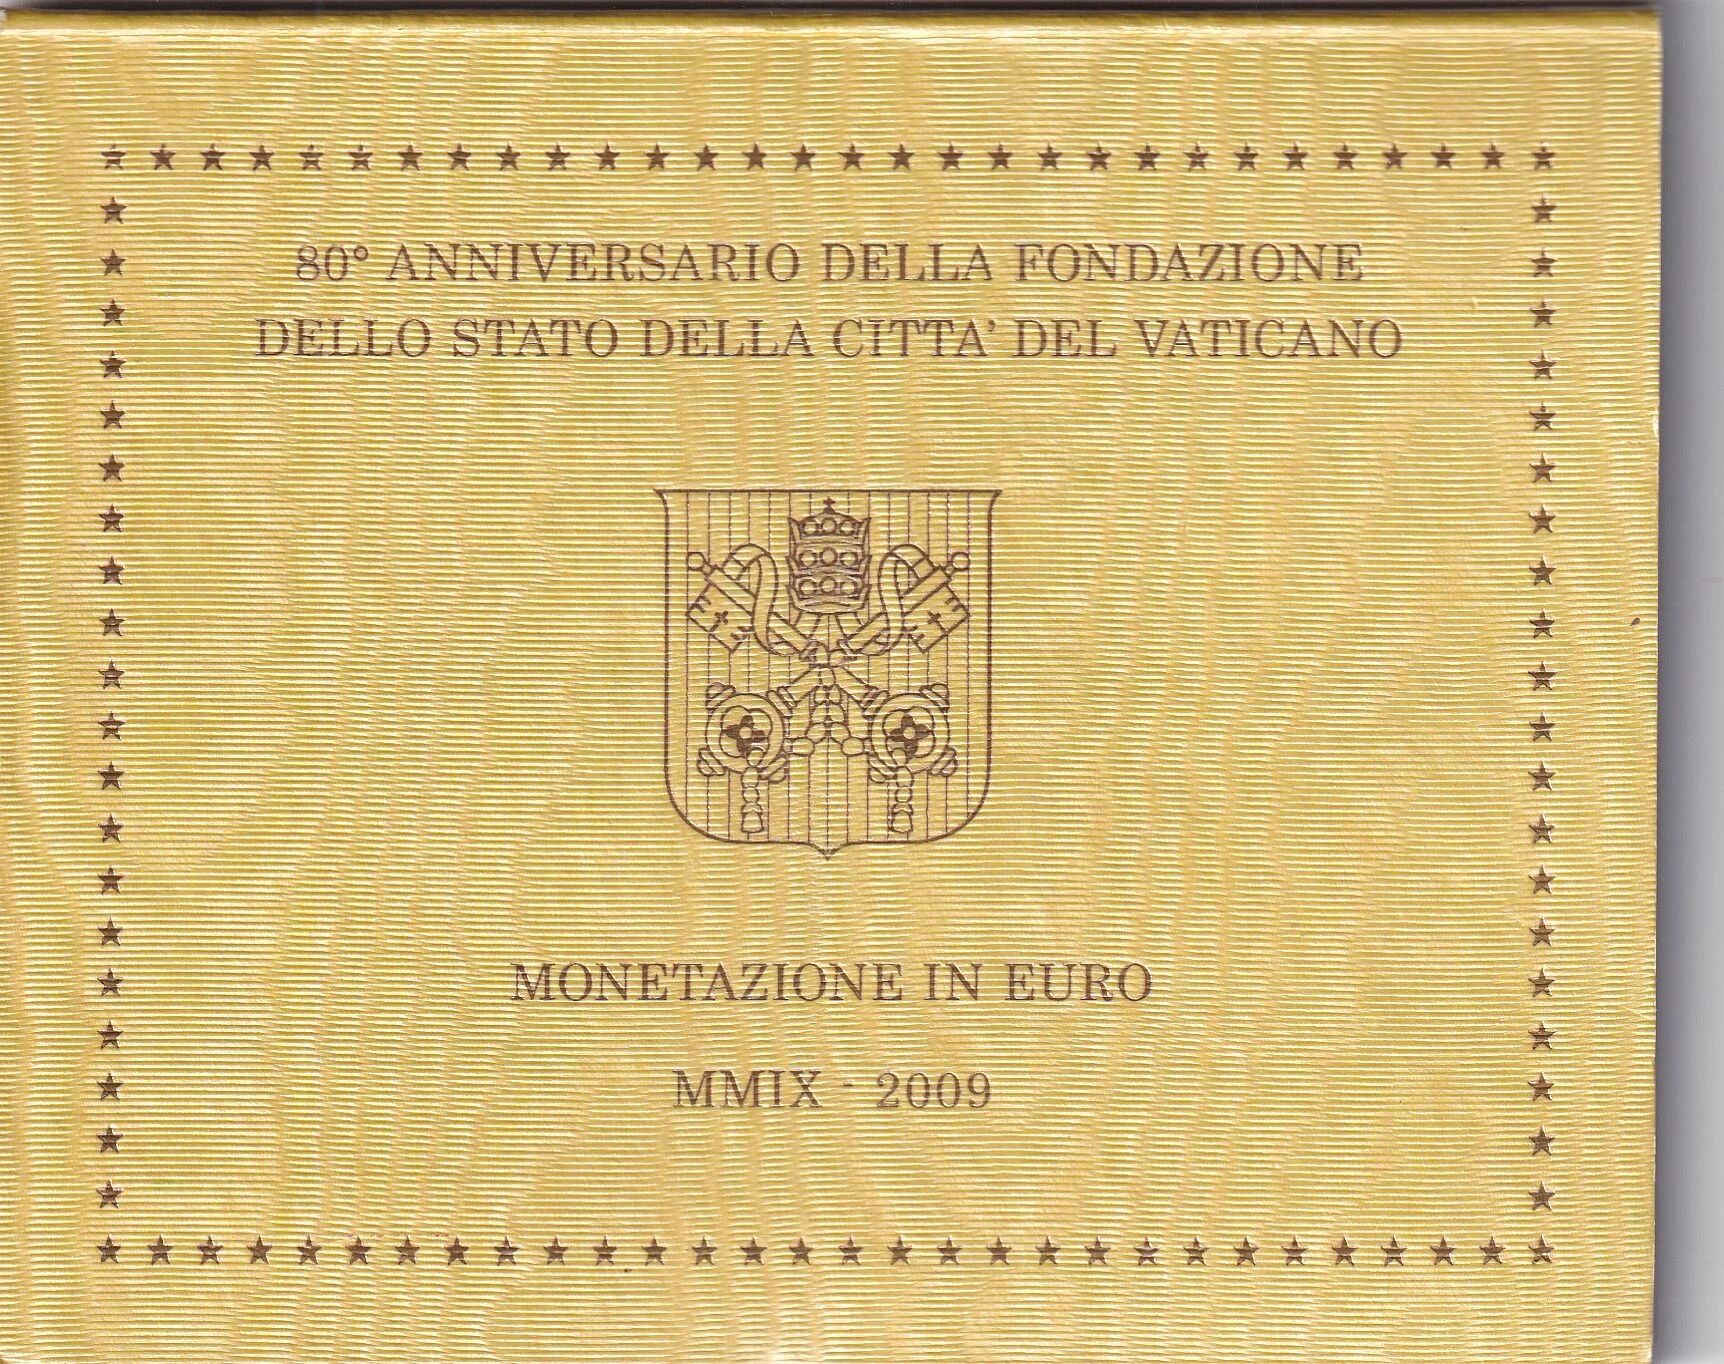 80° ANNIVERSARIO DELLA FONDAZIONE
DELLO STATO DELLA CITTA' DEL VATICANO
MONETAZIONE IN EURO
MMIX - 2009